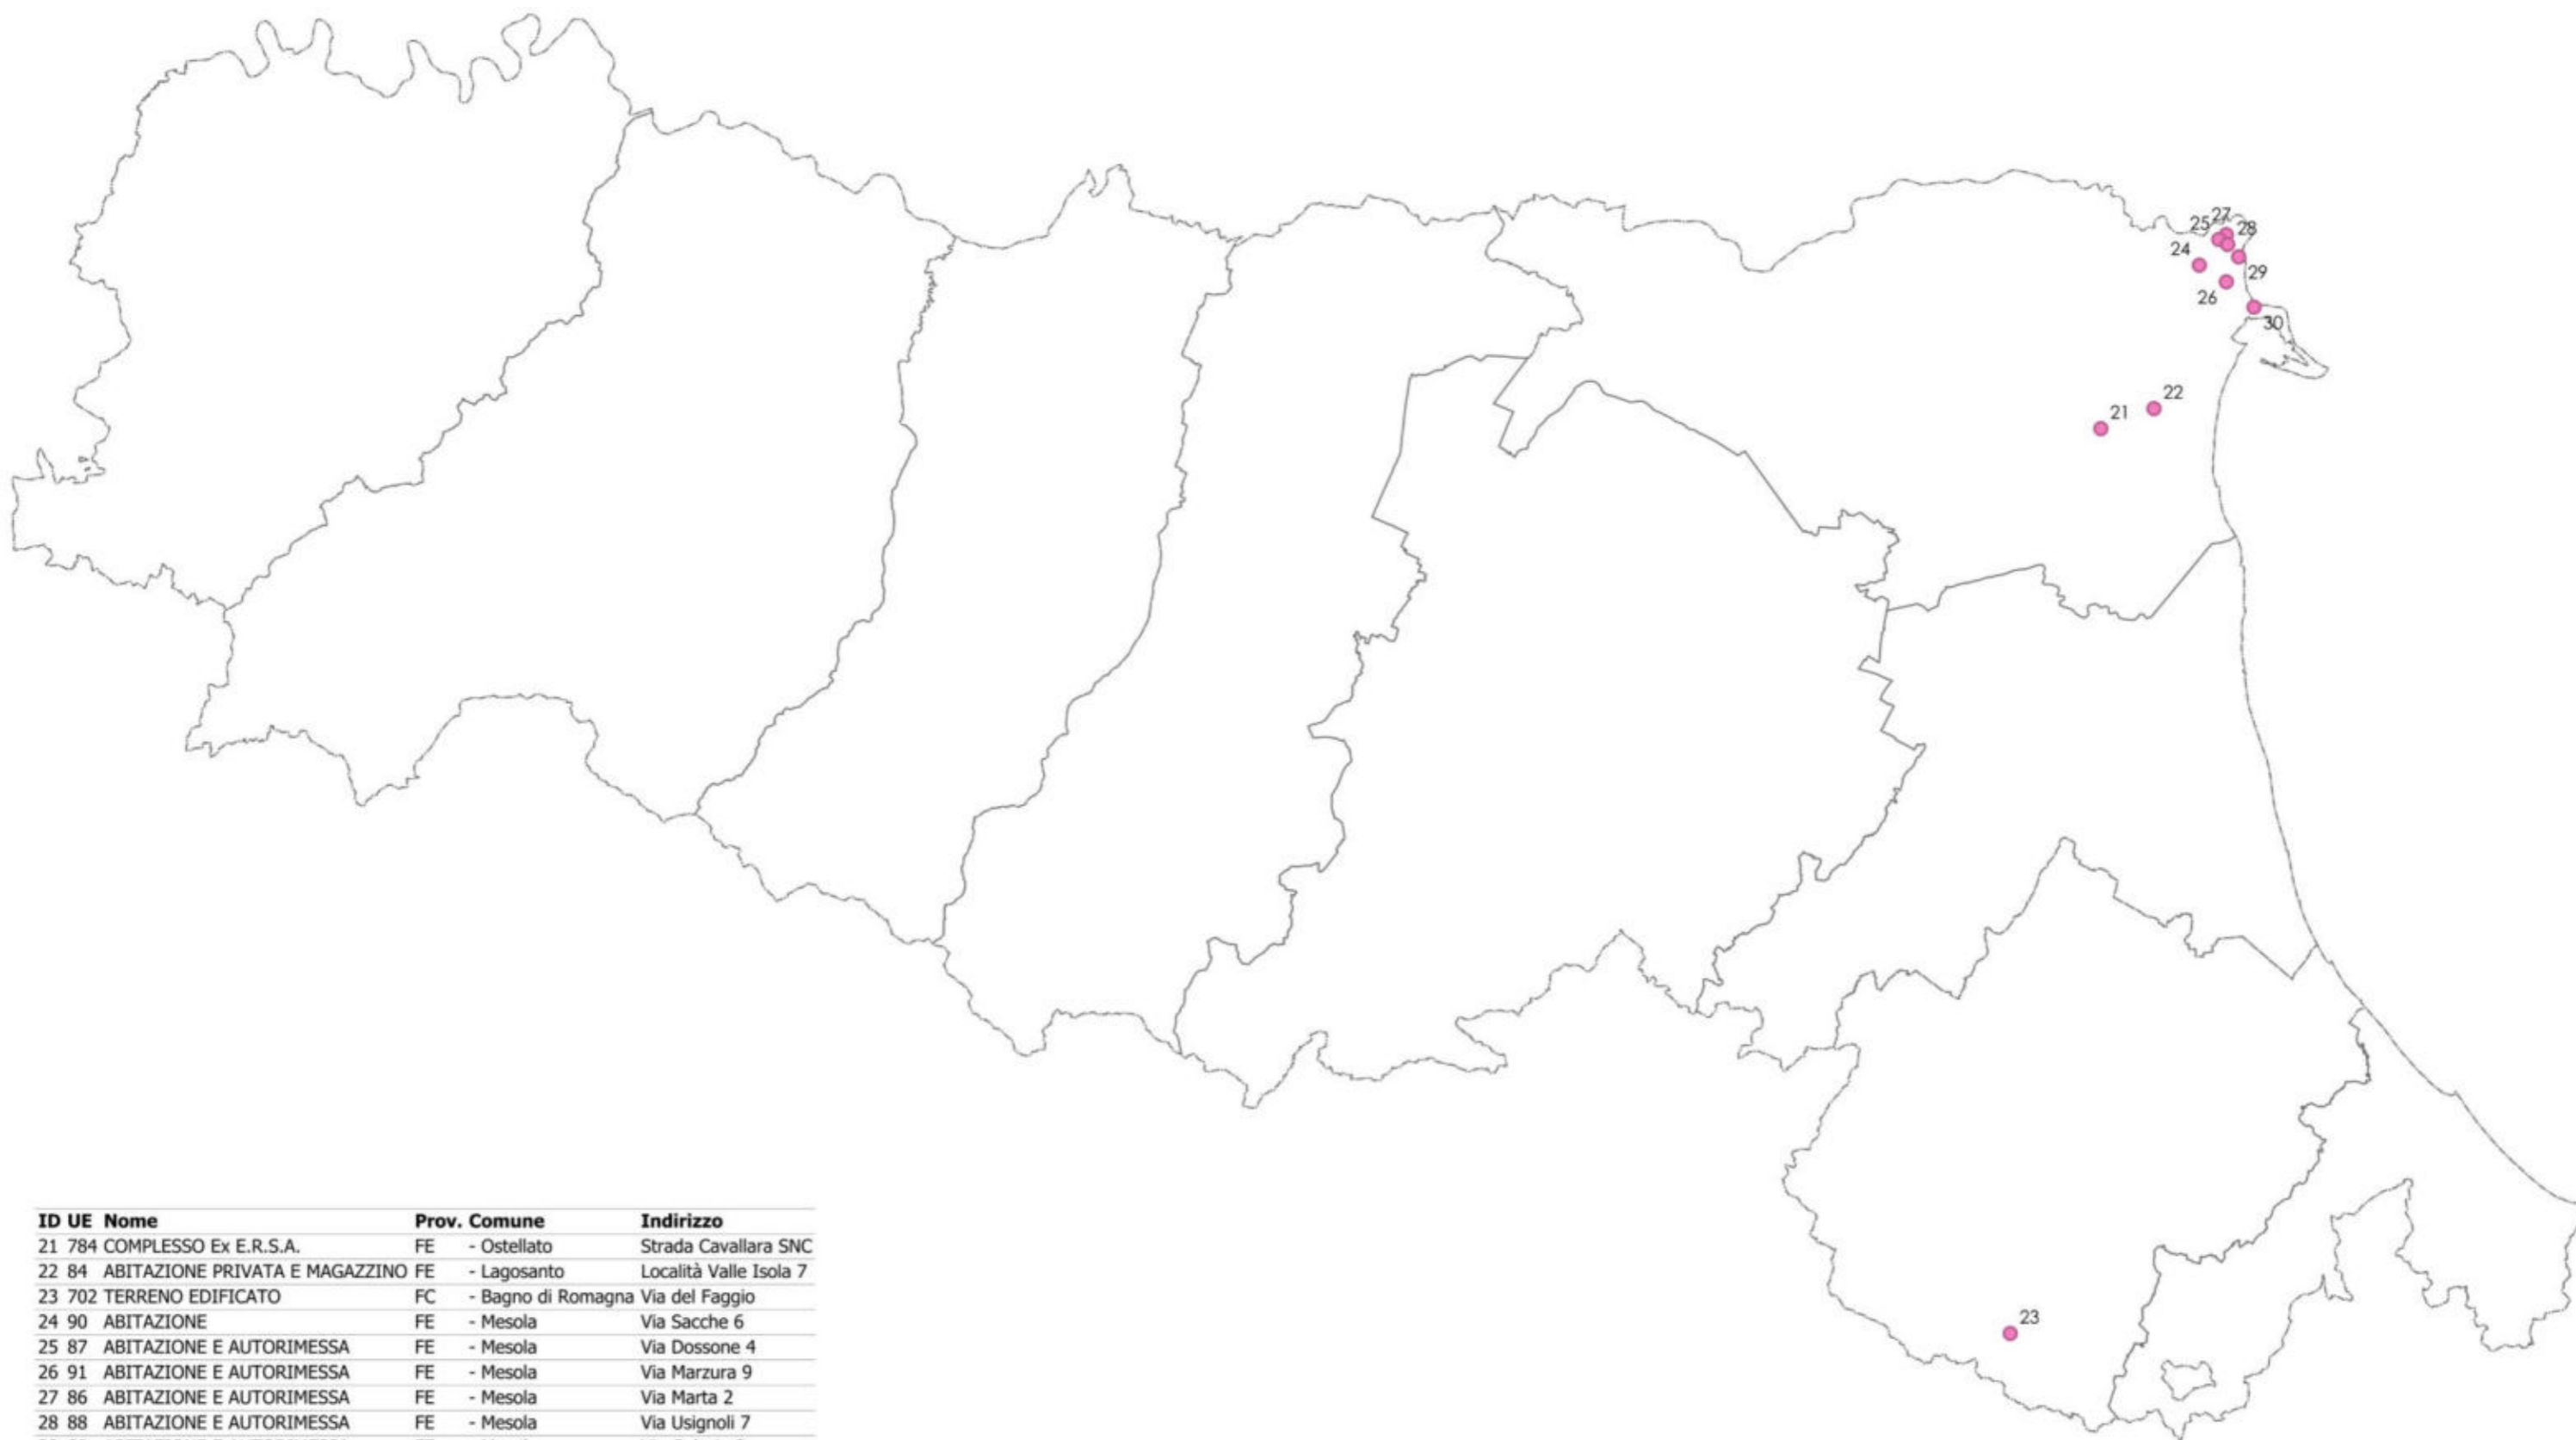 27
25
28
24
29
26
30
22
21
23
ID UE Nome Prov. Comune Indirizzo
21 784 COMPLESSO Ex E.R.S.A. FE - Ostellato Strada Cavallara SNC
22 84 ABITAZIONE PRIVATA E MAGAZZINO FE - Lagosanto Località Valle Isola 7
23 702 TERRENO EDIFICATO FC - Bagno di Romagna Via del Faggio
24 90 ABITAZIONE FE - Mesola Via Sacche 6
25 87 ABITAZIONE E AUTORIMESSA FE - Mesola Via Dossone 4
26 91 ABITAZIONE E AUTORIMESSA FE - Mesola Via Marzura 9
27 86 ABITAZIONE E AUTORIMESSA FE - Mesola Via Marta 2
28 88 ABITAZIONE E AUTORIMESSA FE - Mesola Via Usignoli 7